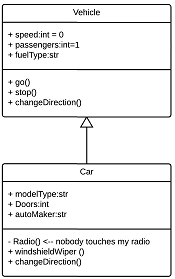 Vehicle
+ speed:int = 0
+ passengers:int=1
+ fuelType:str
+ go()
+ stop()
+ changeDirection()
Car
+ modelType:str
+ Doors:int
+ autoMaker:str
- Radio() <-- nobody touches my radio
+ windshieldWiper ()
+ changeDirection()